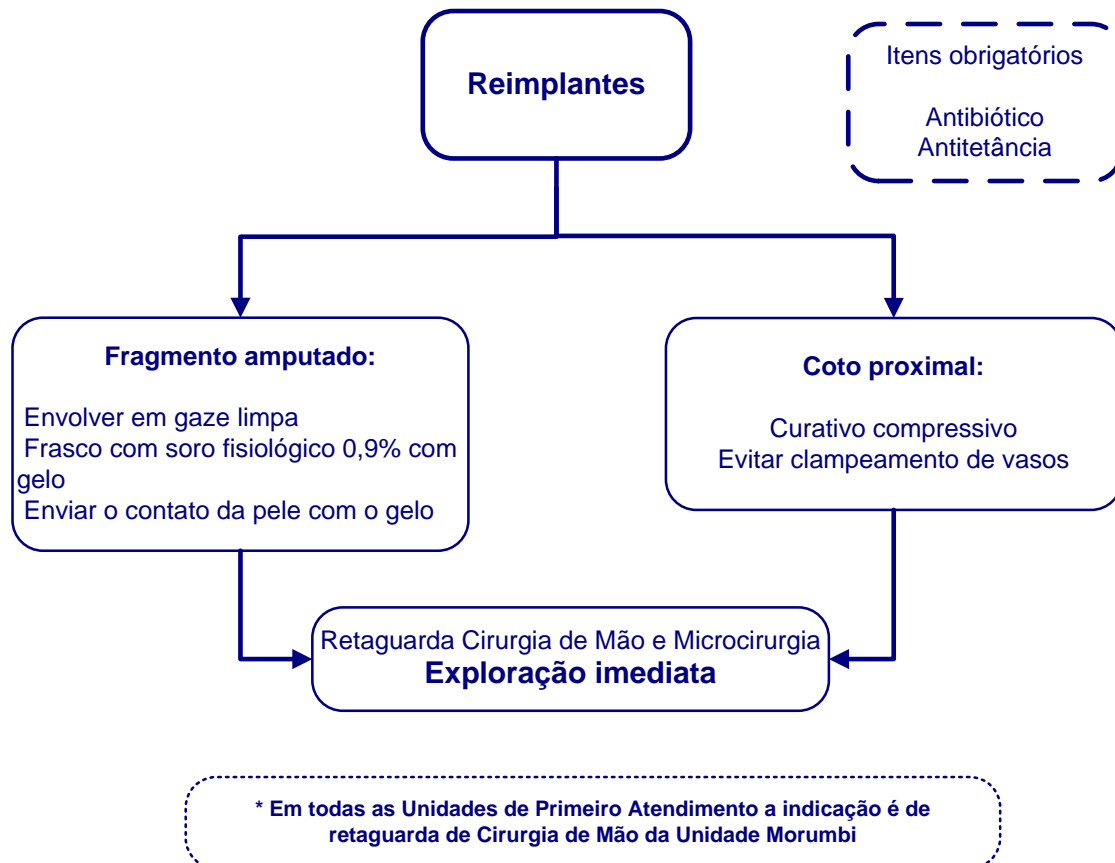 Reimplantes
Itens obrigatórios
Antibiótico
Antitetância
Fragmento amputado:
Envolver em gaze limpa
Frasco com soro fisiológico 0,9% com
gelo
Enviar o contato da pele com o gelo
Coto proximal:
Curativo compressivo
Evitar clampeamento de vasos
Retaguarda Cirurgia de Mão e Microcirurgia
Exploração imediata
* Em todas as Unidades de Primeiro Atendimento a indicação é de
retaguarda de Cirurgia de Mão da Unidade Morumbi